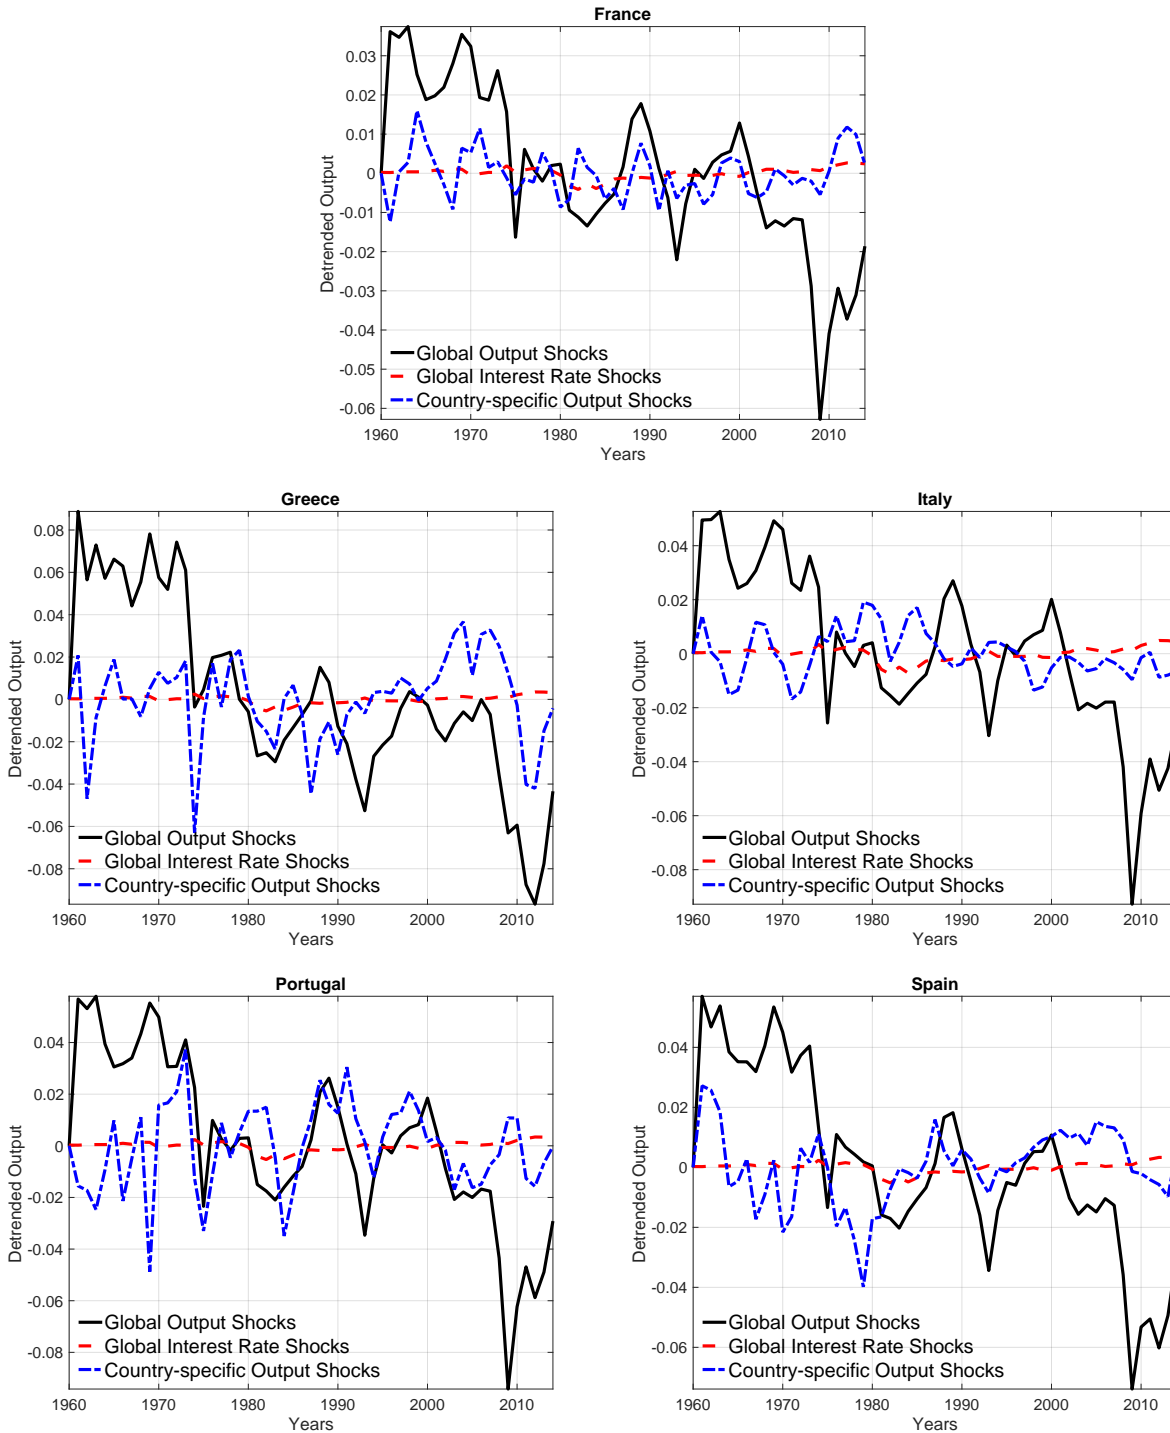 France
0.03
0.02
0.01
0
-0.01
-0.02
-0.03
-0.04
-0.05
-0.06
Detrended Output
Global Output Shocks
Global Interest Rate Shocks
Country-specific Output Shocks
1960 1970 1980 1990 2000 2010
Years
Greece
0.08
0.06
0.04
0.02
0
-0.02
-0.04
-0.06
-0.08
Detrended Output
Global Output Shocks
Global Interest Rate Shocks
Country-specific Output Shocks
1960 1970 1980 1990 2000 2010
Years
Italy
0.04
0.02
0
-0.02
-0.04
-0.06
-0.08
Detrended Output
Global Output Shocks
Global Interest Rate Shocks
Country-specific Output Shocks
1960 1970 1980 1990 2000 2010
Years
Portugal
0.04
0.02
0
-0.02
-0.04
-0.06
-0.08
Detrended Output
Global Output Shocks
Global Interest Rate Shocks
Country-specific Output Shocks
1960 1970 1980 1990 2000 2010
Years
Spain
0.04
0.02
0
-0.02
-0.04
-0.06
Detrended Output
Global Output Shocks
Global Interest Rate Shocks
Country-specific Output Shocks
1960 1970 1980 1990 2000 2010
Years